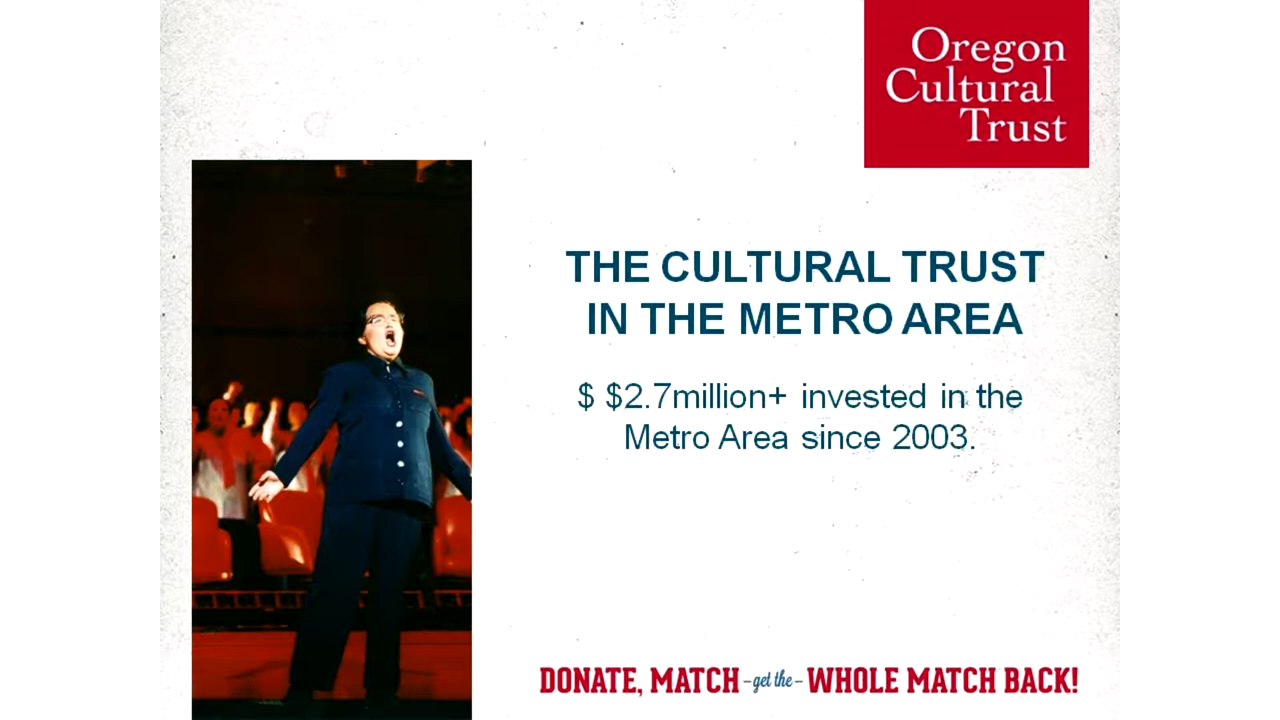 Oregon
Cultural
Trust
THE CULTURAL TRUST
IN THE METRO AREA
$ $2.7million+ invested in the
Metro Area since 2003.
DONATE, MATCH -get the- WHOLE MATCH BACK!